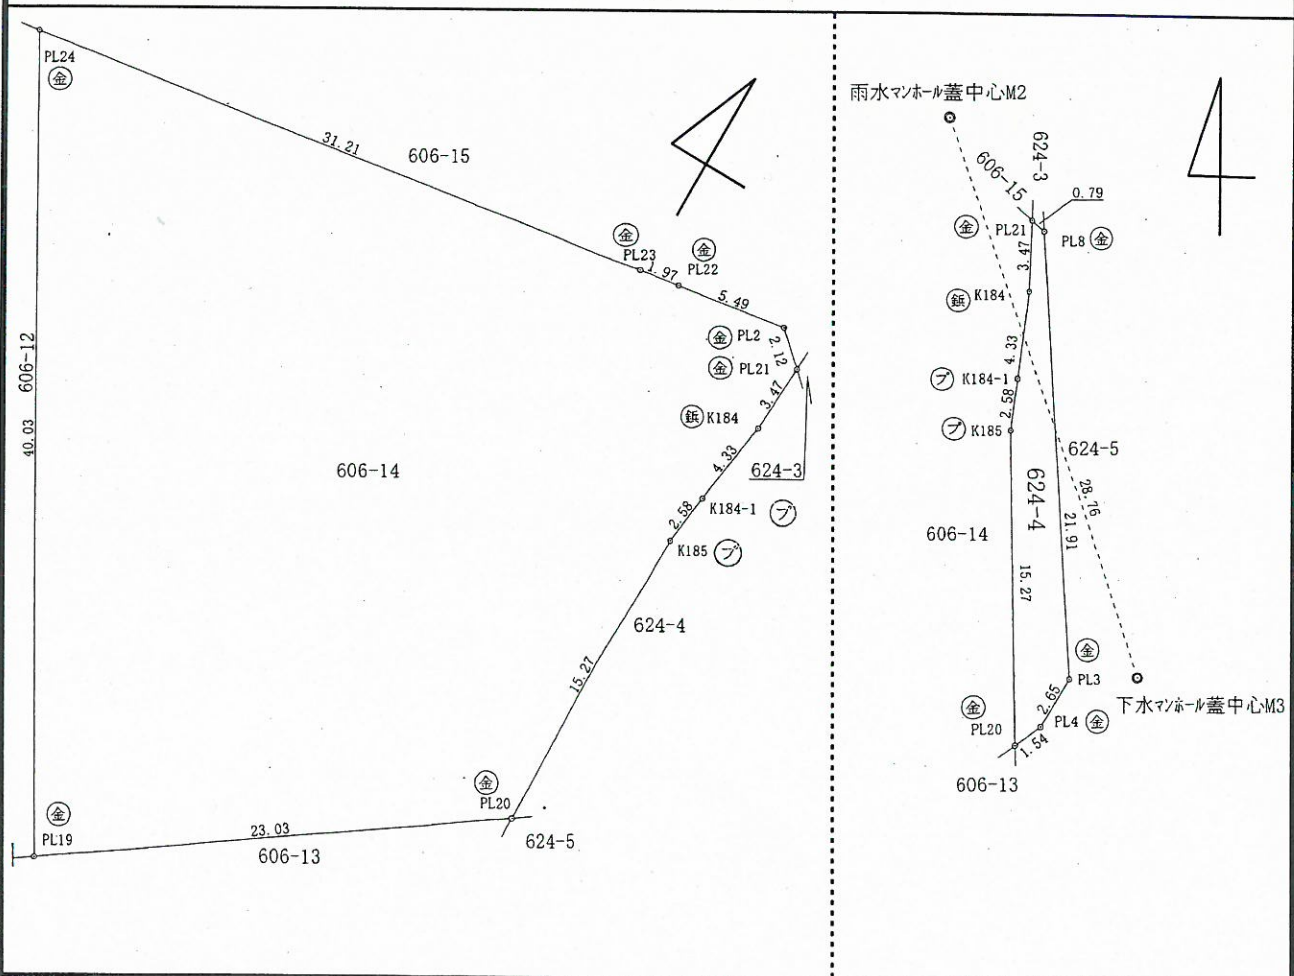 PL24
金
31.21
606-15
金
PL23
1.97
金
PL22
5.49
金 PL2
2.12
金 PL21
3.47
鋲 K184
4.33
624-3
606-12
40.03
606-14
K184-1 プ
2.58
K185 プ
624-4
15.27
金
PL20
624-5
金
PL19
23.03
606-13
雨水マンホール蓋中心M2
624-3
606-15
0.79
金
PL21
PL8 金
3.47
鋲 K184
4.33
プ K184-1
2.58
プ K185
624-5
624-4
28.76
21.91
606-14
15.27
金
PL3
2.65
下水マンホール蓋中心M3
金
PL20
PL4 金
1.54
606-13